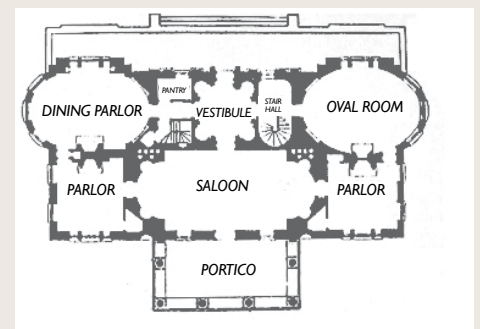 PANTRY
DINING PARLOR
VESTIBULE
STAIR
HALL
OVAL ROOM
PARLOR
SALOON
PARLOR
PORTICO